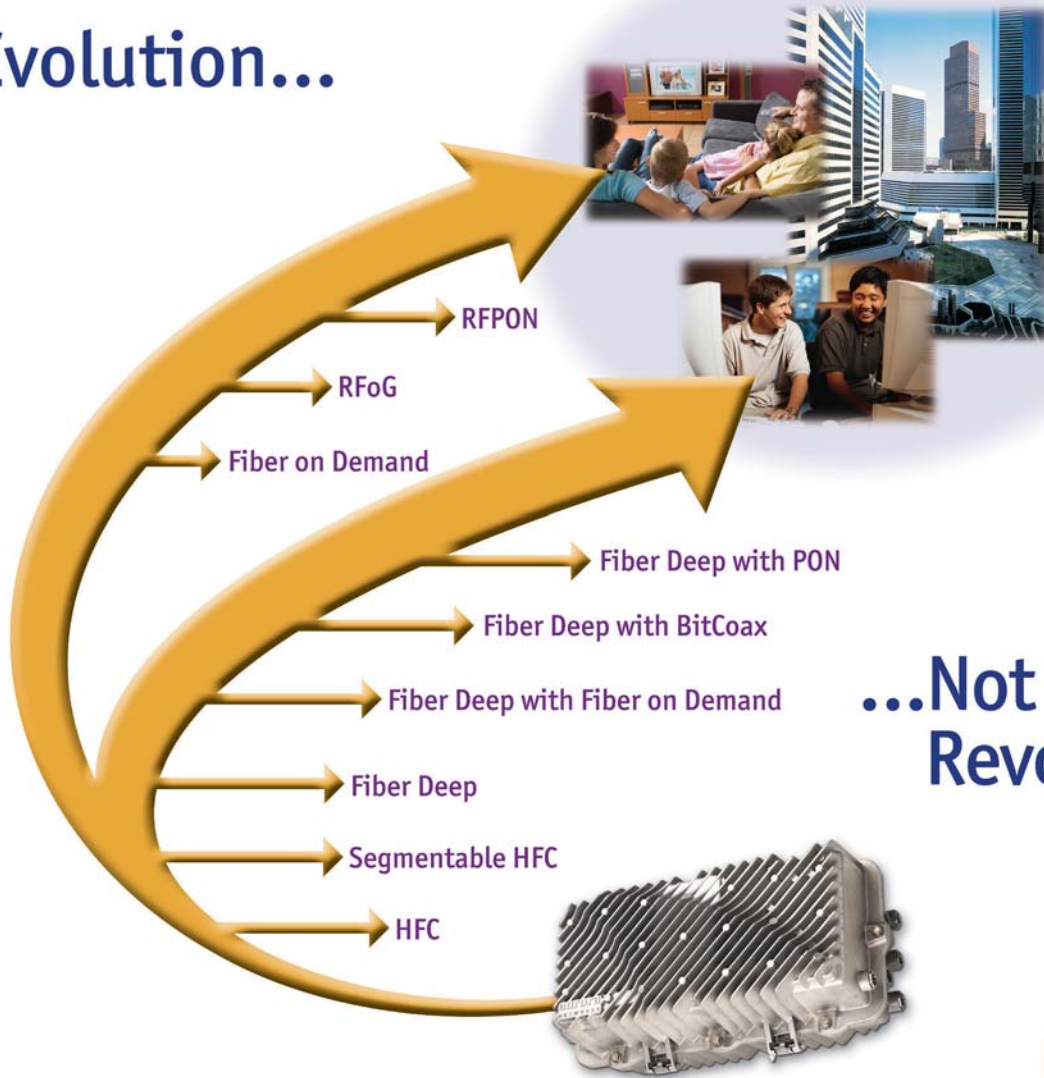 Evolution...
RFPON
RFoG
Fiber on Demand
Fiber Deep with PON
Fiber Deep with BitCoax
Fiber Deep with Fiber on Demand
...Not
Fiber Deep
Segmentable HFC
HFC